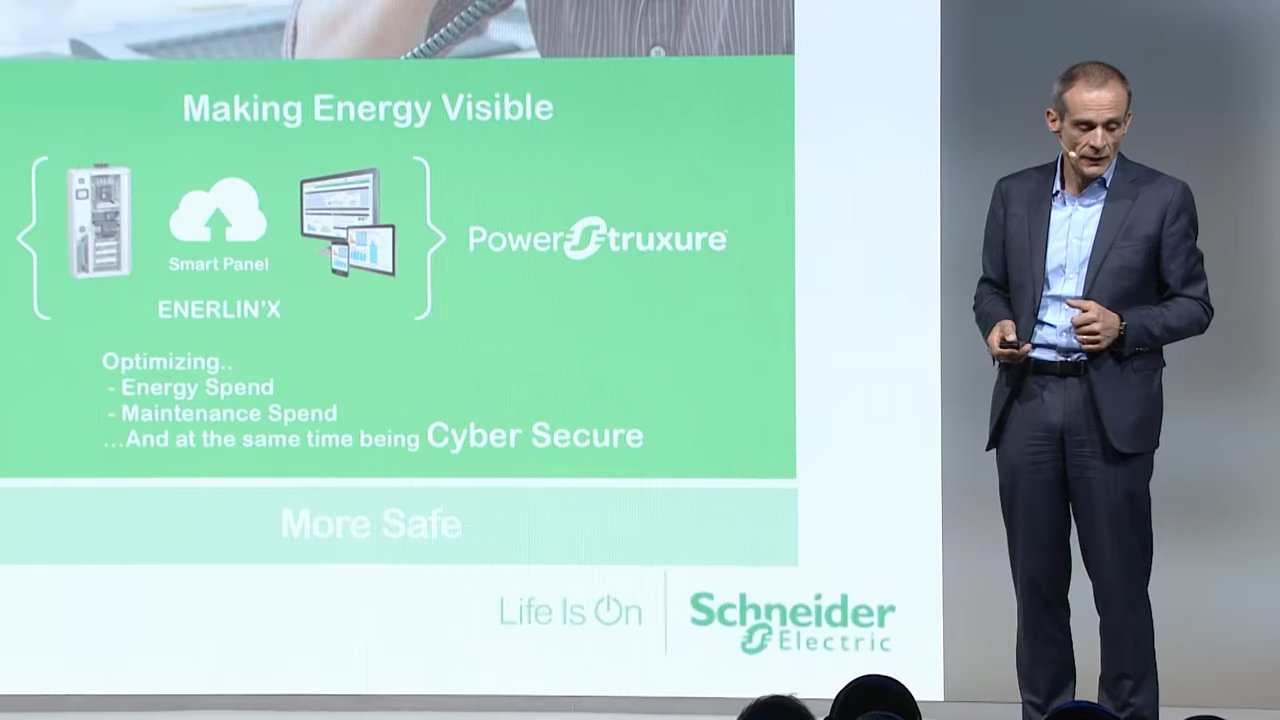 Making Energy Visible
Smart Panel
ENERLIN'X
PowerStruxure™
Optimizing..
- Energy Spend
- Maintenance Spend
...And at the same time being Cyber Secure
More Safe
Life Is On
Schneider
Electric